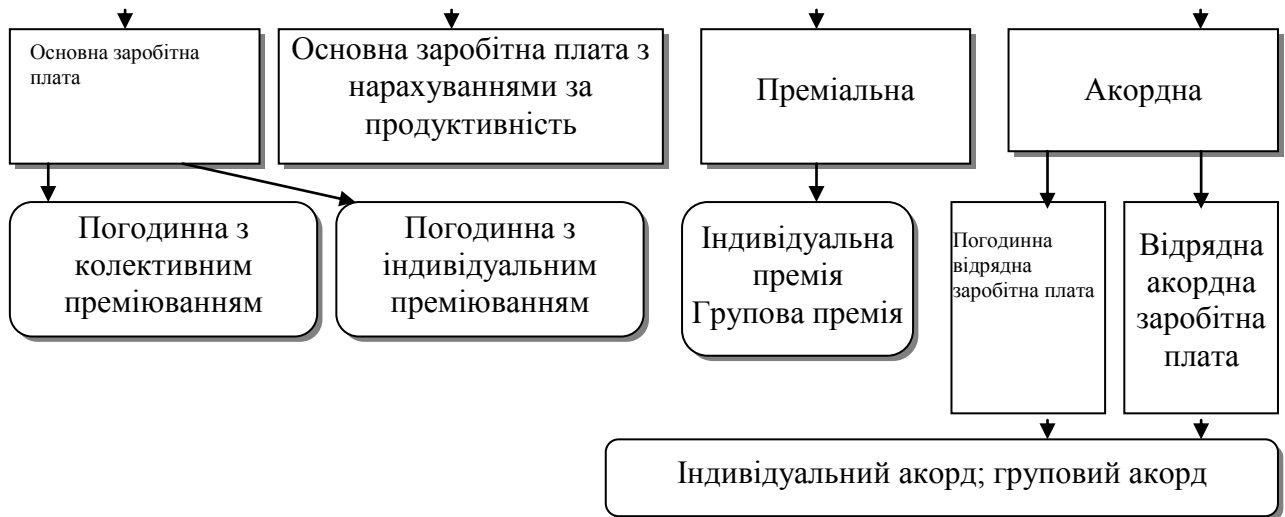 Основна заробітна
плата
Основна заробітна плата з
нарахуваннями за
продуктивність
Преміальна
Акордна
Погодинна з
колективним
преміюванням
Погодинна з
індивідуальним
преміюванням
Індивідуальна
премія
Групова премія
Погодинна
відрядна
заробітна плата
Відрядна
акордна
заробітна
плата
Індивідуальний акорд; груповий акорд